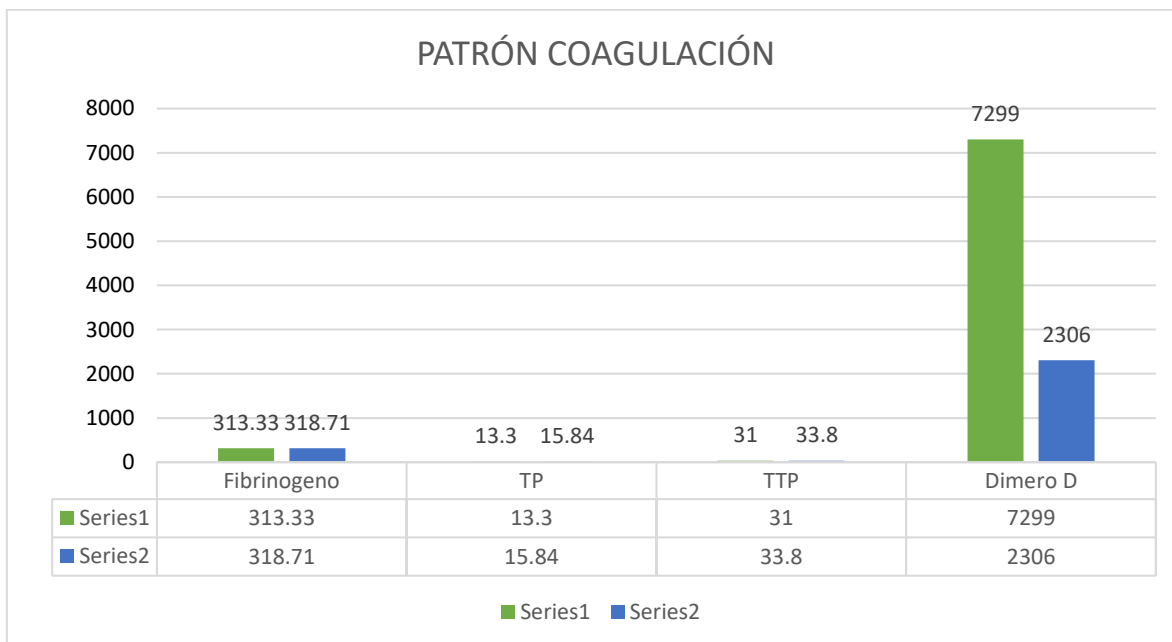 PATRÓN COAGULACIÓN
8000
7000
6000
5000
4000
3000
2000
1000
0
313.33 318.71 13.3 15.84 31 33.8 7299 2306
Fibrinogeno TP TTP Dimero D
Series1 313.33 13.3 31 7299
Series2 318.71 15.84 33.8 2306
Series1 Series2